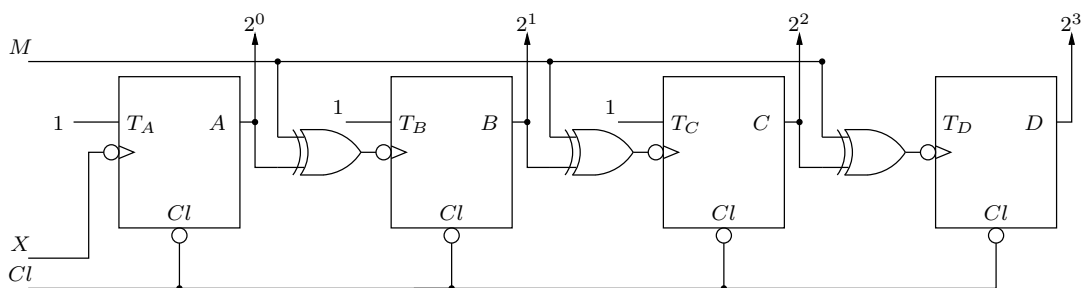 $2^0$ $2^1$ $2^2$ $2^3$
$M$
1 $T_A$ $A$ 1 $T_B$ $B$ 1 $T_C$ $C$ $T_D$ $D$
$Cl$ $Cl$ $Cl$ $Cl$
$X$
$Cl$